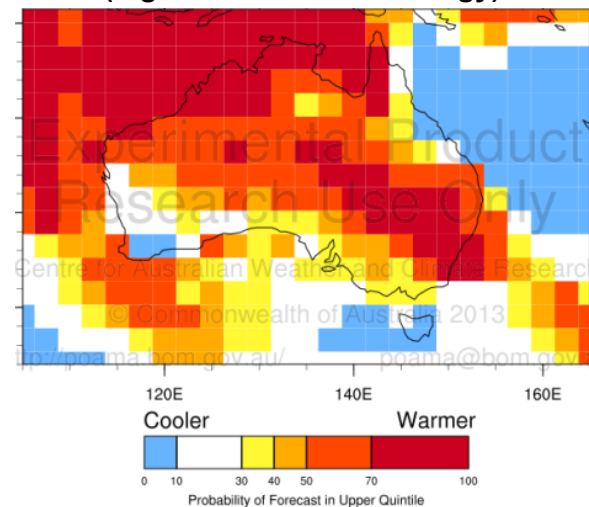 Experimental Product
Research Use Only
Centre for Australian Weather and Climate Research
© Commonwealth of Australia 2013
http://poama.bom.gov.au/ poama@bom.gov
120E 140E 160E
Cooler Warmer
0 10 30 40 50 70 100
Probability of Forecast in Upper Quintile